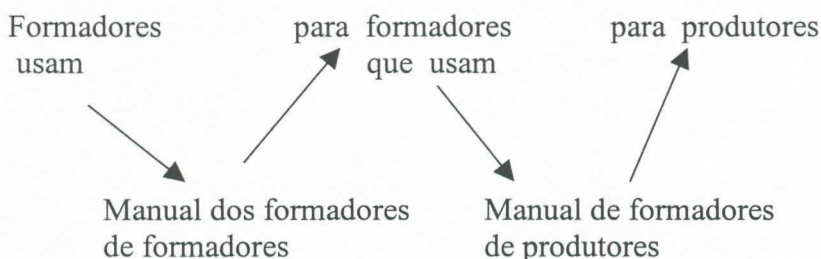 Formadores
usam
para formadores
que usam
para produtores
Manual dos formadores
de formadores
Manual de formadores
de produtores